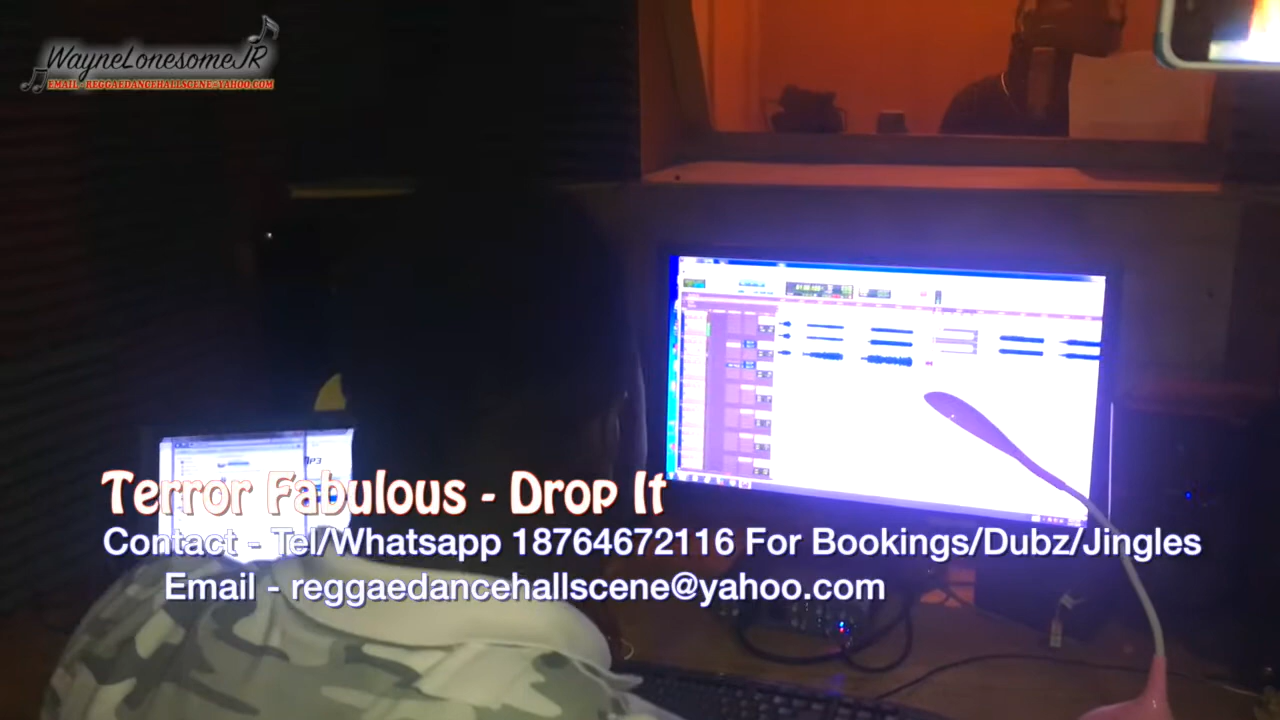 WayneLonesomeJR
EMAIL - REGGAEDANCEHALLSCENE@YAHOO.COM
MP3
Terror Fabulous - Drop It
Contact - Tel/Whatsapp 18764672116 For Bookings/Dubz/Jingles
Email - reggaedancehallscene@yahoo.com